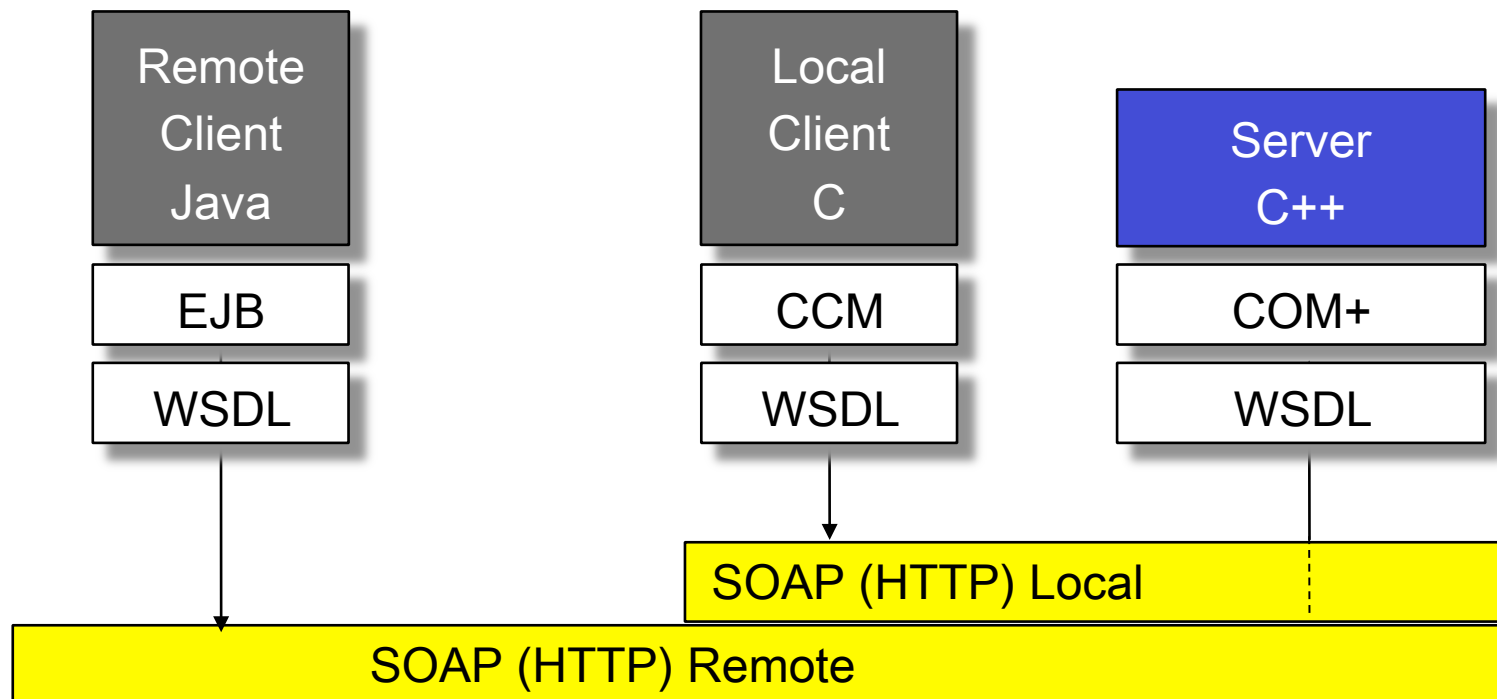 Remote
Client
Java
Local
Client
C
Server
C++
EJB
CCM
COM+
WSDL
WSDL
WSDL
SOAP (HTTP) Local
SOAP (HTTP) Remote